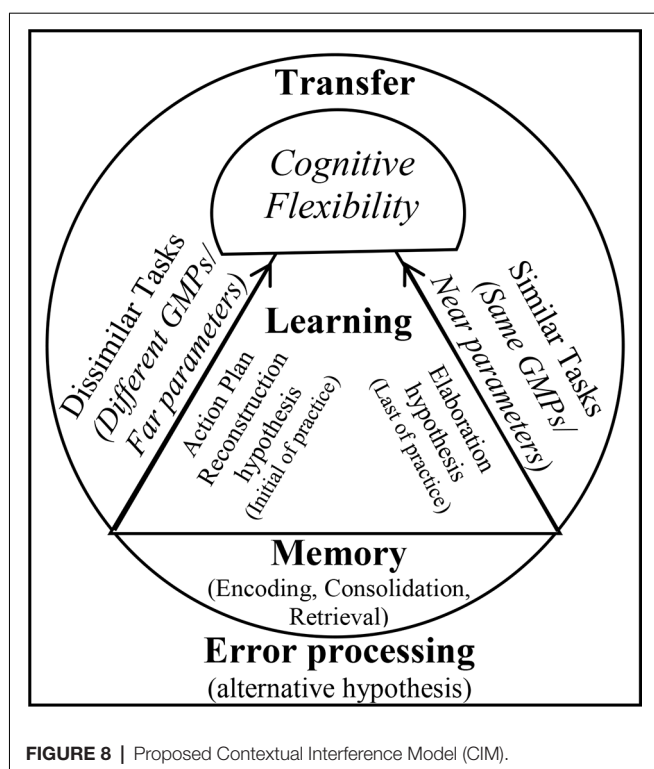 Transfer
Cognitive
Flexibility
Dissimilar Tasks
(Different GMPs/
Far parameters)
Similar Tasks
(Same GMPs/
Near parameters)
Learning
Action Plan
Reconstruction
hypothesis
(Initial of practice)
Elaboration
hypothesis
(Last of practice)
Memory
(Encoding, Consolidation,
Retrieval)
Error processing
(alternative hypothesis)
FIGURE 8 | Proposed Contextual Interference Model (CIM).